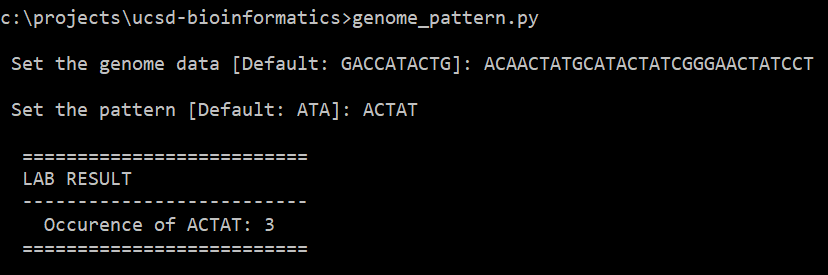 c:\projects\ucsd-bioinformatics>genome_pattern.py
Set the genome data [Default: GACCATACTG]: ACAACTATGCATACTATCGGGAACTATCCT
Set the pattern [Default: ATA]: ACTAT
==========================
LAB RESULT
--------------------------
Occurence of ACTAT: 3
==========================